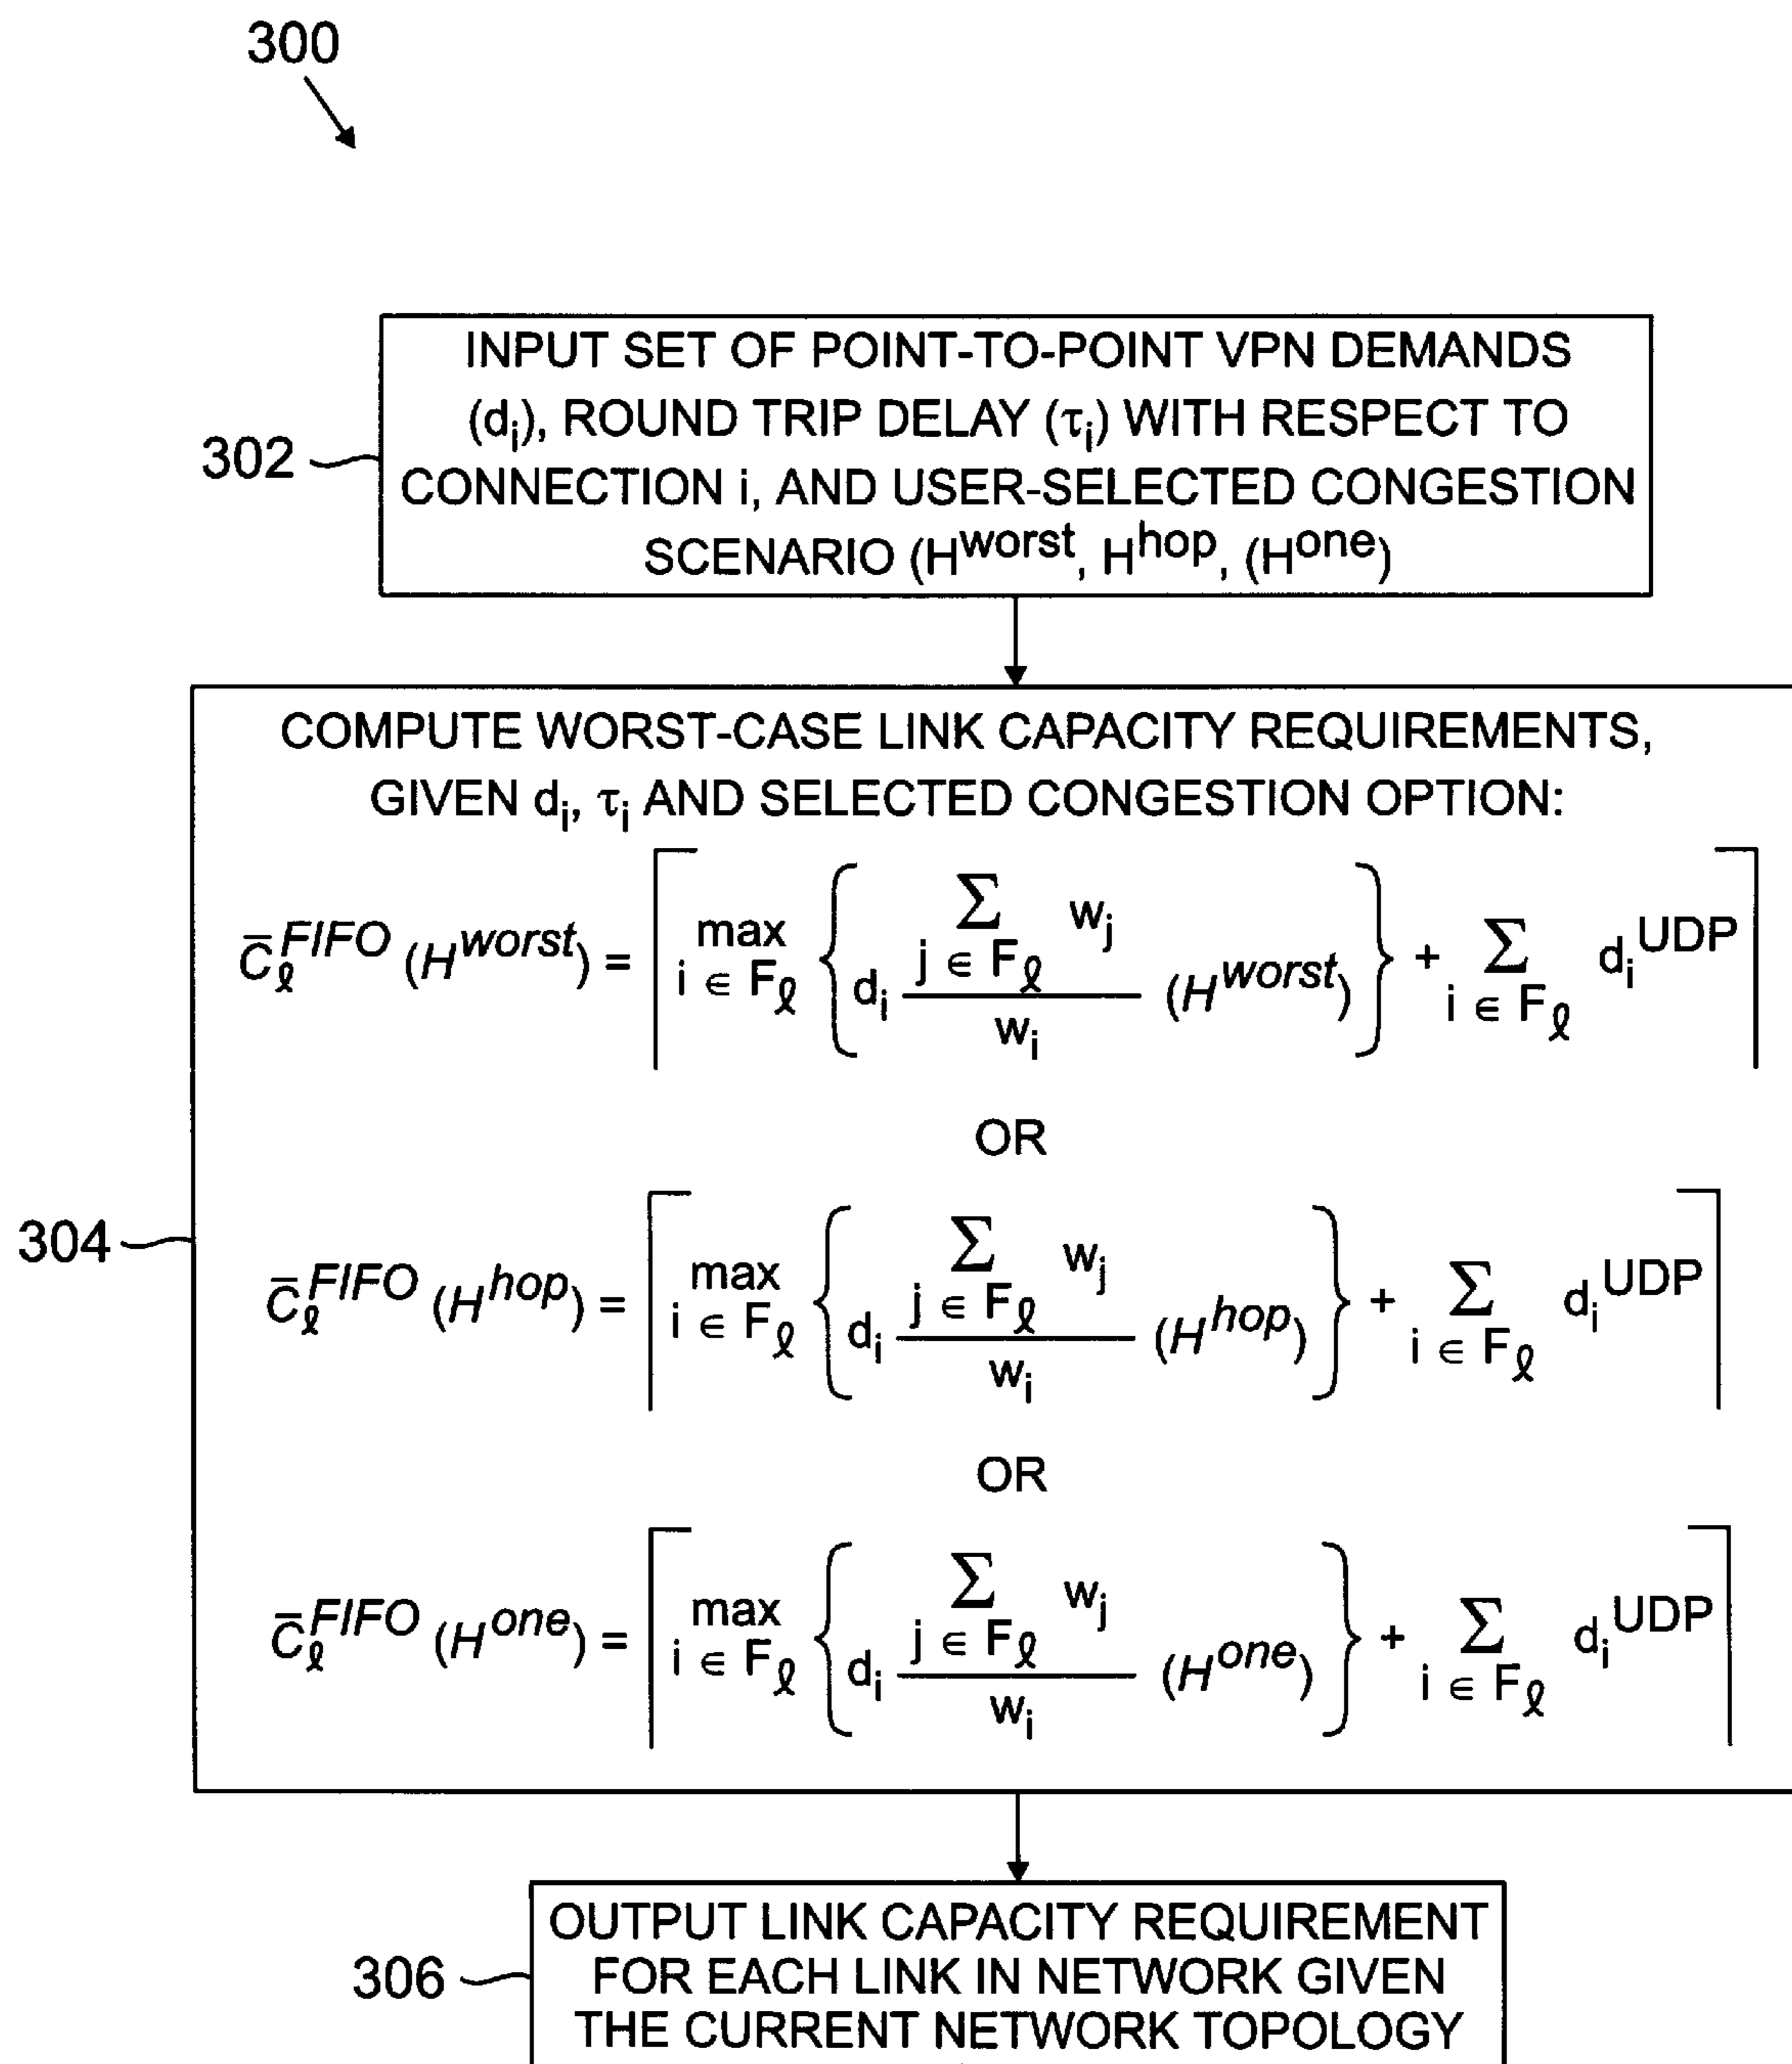 300
INPUT SET OF POINT-TO-POINT VPN DEMANDS
302
(dᵢ), ROUND TRIP DELAY (τᵢ) WITH RESPECT TO
CONNECTION i, AND USER-SELECTED CONGESTION
SCENARIO (H^worst, H^hop, (H^one)
COMPUTE WORST-CASE LINK CAPACITY REQUIREMENTS,
GIVEN dᵢ, τᵢ AND SELECTED CONGESTION OPTION:
C̄_ℓ^FIFO (H^worst) = ⌈ max_{i ∈ F_ℓ} { d_i (Σ_{j ∈ F_ℓ} w_j / w_i) (H^worst) } + Σ_{i ∈ F_ℓ} d_i^UDP ⌉
OR
304
C̄_ℓ^FIFO (H^hop) = ⌈ max_{i ∈ F_ℓ} { d_i (Σ_{j ∈ F_ℓ} w_j / w_i) (H^hop) } + Σ_{i ∈ F_ℓ} d_i^UDP ⌉
OR
C̄_ℓ^FIFO (H^one) = ⌈ max_{i ∈ F_ℓ} { d_i (Σ_{j ∈ F_ℓ} w_j / w_i) (H^one) } + Σ_{i ∈ F_ℓ} d_i^UDP ⌉
OUTPUT LINK CAPACITY REQUIREMENT
306
FOR EACH LINK IN NETWORK GIVEN
THE CURRENT NETWORK TOPOLOGY